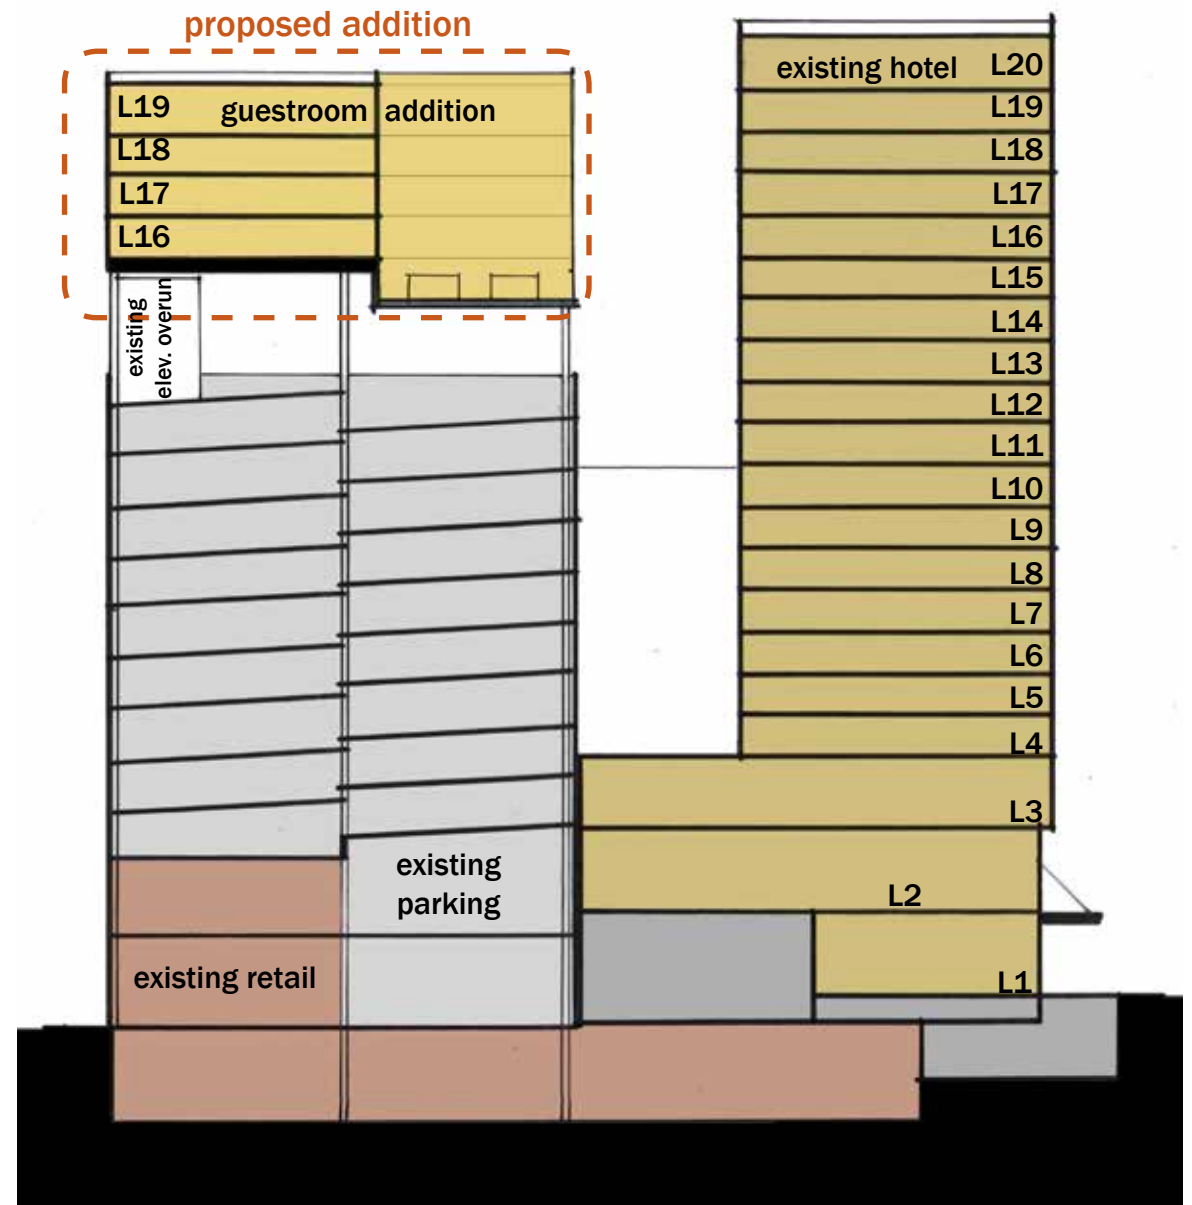 proposed addition
L19 guestroom addition
L18
L17
L16
existing
elev. overun
existing hotel L20
L19
L18
L17
L16
L15
L14
L13
L12
L11
L10
L9
L8
L7
L6
L5
L4
L3
L2
L1
existing
parking
existing retail